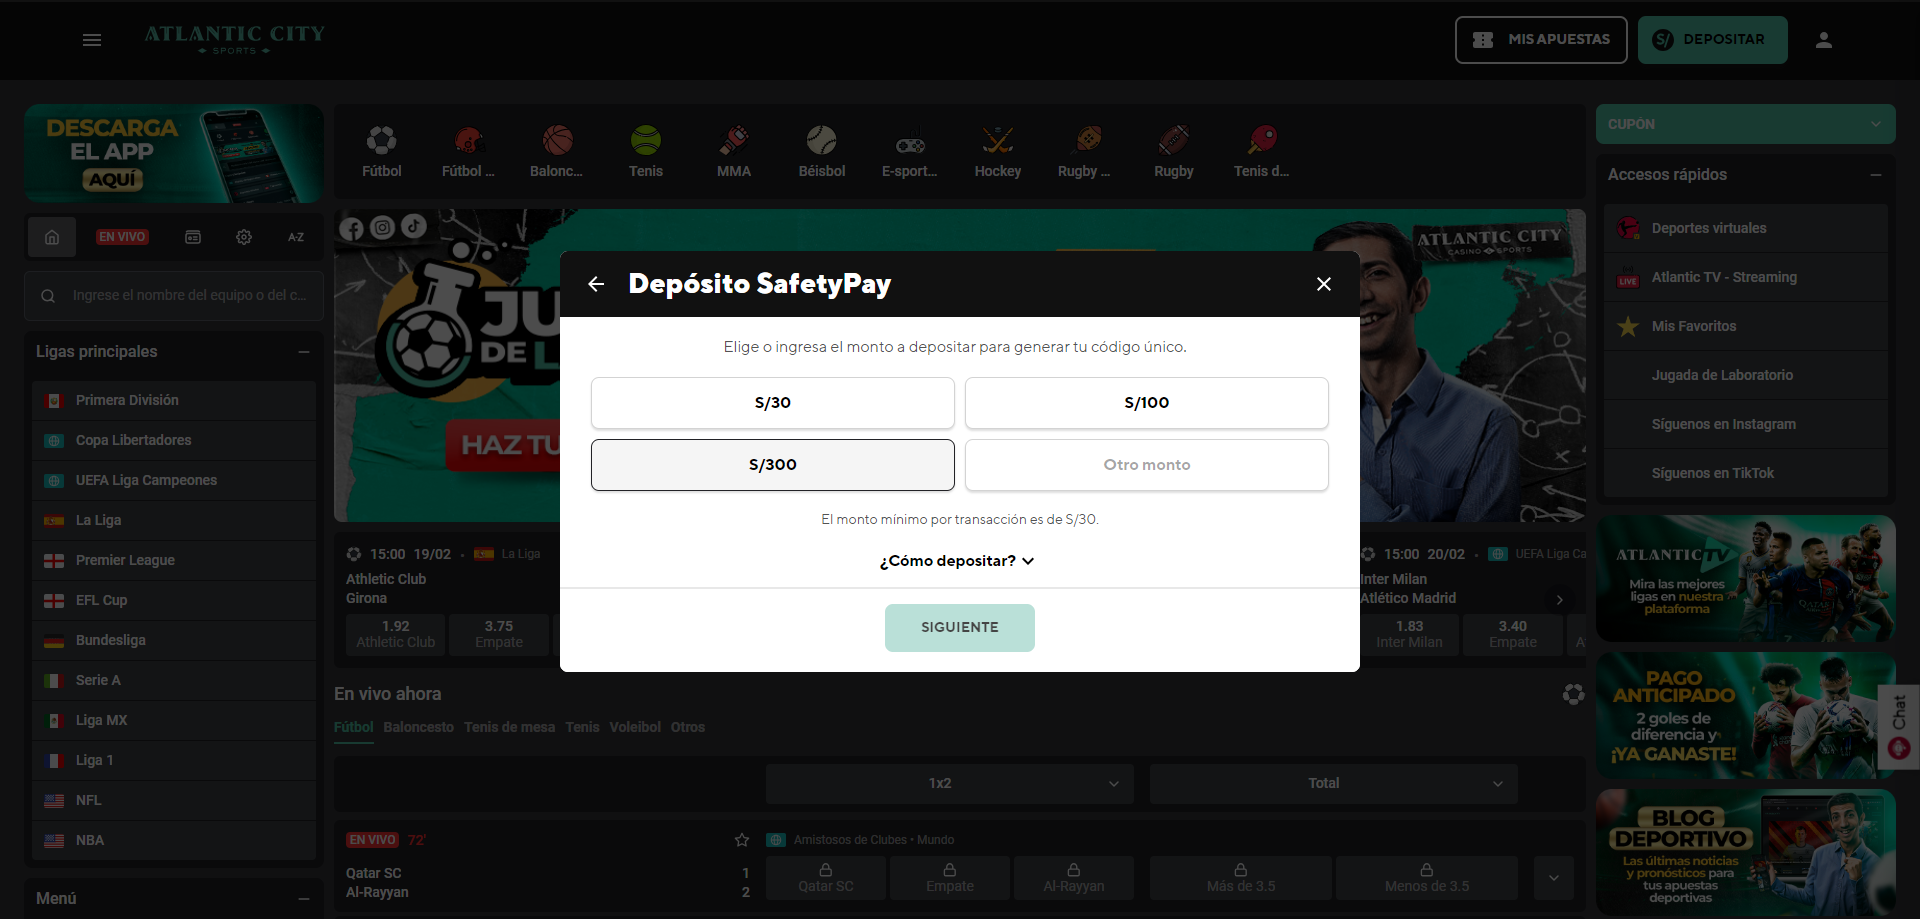 ATLANTIC CITY
SPORTS
MIS APUESTAS
S/ DEPOSITAR
DESCARGA
EL APP
AQUÍ
Fútbol
Fútbol ...
Balonc...
Tenis
MMA
Béisbol
E-sport...
Hockey
Rugby ...
Rugby
Tenis d...
CUPÓN
EN VIVO
A-Z
Ingrese el nombre del equipo o del c...
Ligas principales
Primera División
Copa Libertadores
UEFA Liga Campeones
La Liga
Premier League
EFL Cup
Bundesliga
Serie A
Liga MX
Ligue 1
NFL
NBA
Menú
ATLANTIC CITY
CASINO SPORTS
JU
DE L
HAZ TU
Depósito SafetyPay
Elige o ingresa el monto a depositar para generar tu código único.
S/30
S/100
S/300
Otro monto
El monto mínimo por transacción es de S/30.
¿Cómo depositar?
SIGUIENTE
15:00 19/02 • La Liga
Athletic Club
Girona
1.92
Athletic Club
3.75
Empate
15:00 20/02 • UEFA Liga Ca
Inter Milan
Atlético Madrid
1.83
Inter Milan
3.40
Empate
A
En vivo ahora
Fútbol
Baloncesto
Tenis de mesa
Tenis
Voleibol
Otros
1x2
Total
EN VIVO 72'
Amistosos de Clubes • Mundo
Qatar SC 1
Al-Rayyan 2
Qatar SC
Empate
Al-Rayyan
Más de 3.5
Menos de 3.5
Accesos rápidos
Deportes virtuales
LIVE
Atlantic TV - Streaming
Mis Favoritos
Jugada de Laboratorio
Síguenos en Instagram
Síguenos en TikTok
ATLANTIC TV
Mira las mejores
ligas en nuestra
plataforma
PAGO
ANTICIPADO
2 goles de
diferencia y
¡YA GANASTE!
Chat
BLOG
DEPORTIVO
Las últimas noticias
y pronósticos para
tus apuestas
deportivas